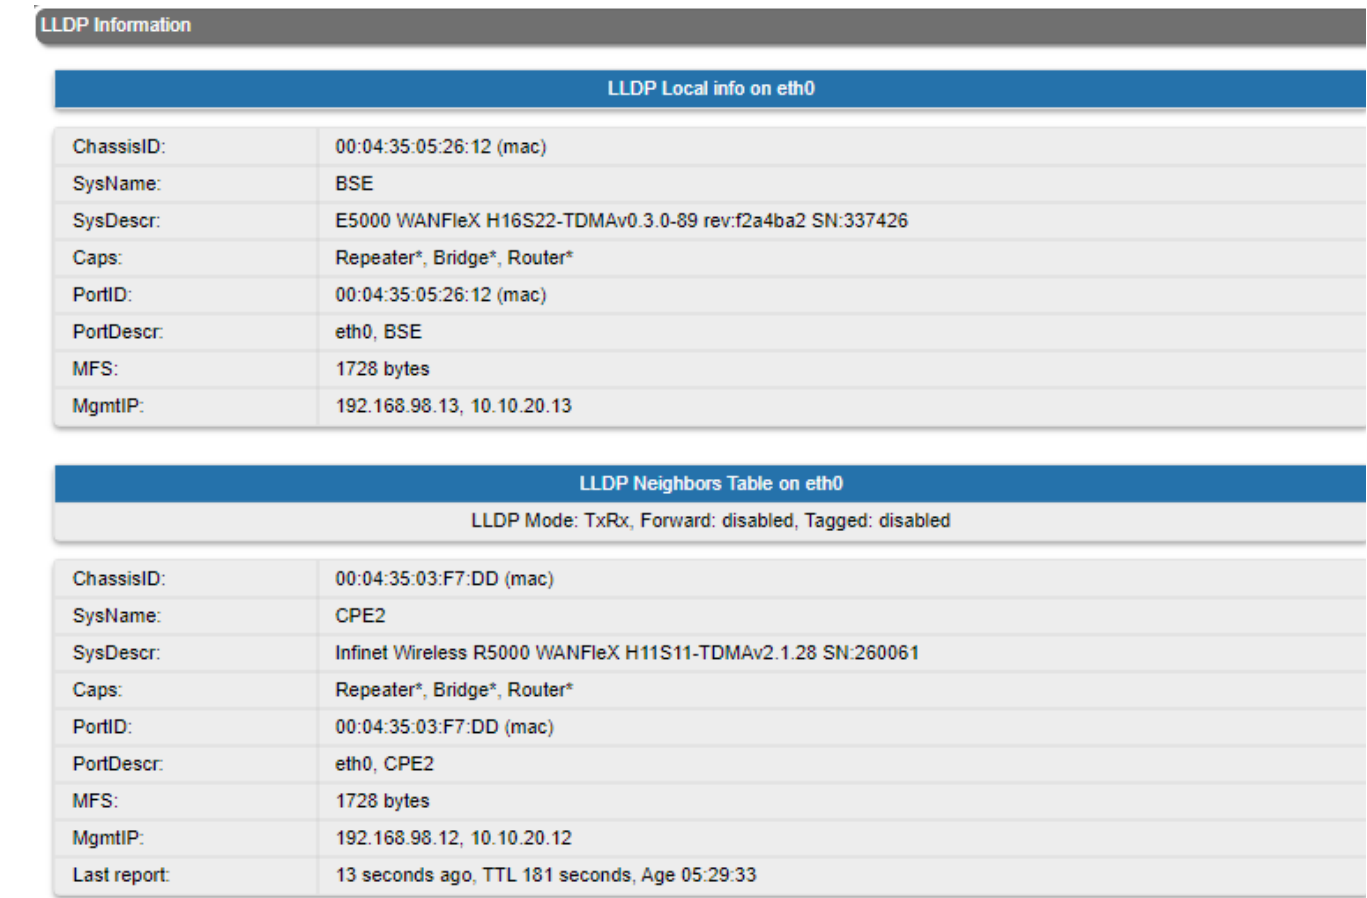 LLDP Information
LLDP Local info on eth0
ChassisID: 00:04:35:05:26:12 (mac)
SysName: BSE
SysDescr: E5000 WANFleX H16S22-TDMAv0.3.0-89 rev:f2a4ba2 SN:337426
Caps: Repeater*, Bridge*, Router*
PortID: 00:04:35:05:26:12 (mac)
PortDescr: eth0, BSE
MFS: 1728 bytes
MgmtIP: 192.168.98.13, 10.10.20.13
LLDP Neighbors Table on eth0
LLDP Mode: TxRx, Forward: disabled, Tagged: disabled
ChassisID: 00:04:35:03:F7:DD (mac)
SysName: CPE2
SysDescr: Infinet Wireless R5000 WANFleX H11S11-TDMAv2.1.28 SN:260061
Caps: Repeater*, Bridge*, Router*
PortID: 00:04:35:03:F7:DD (mac)
PortDescr: eth0, CPE2
MFS: 1728 bytes
MgmtIP: 192.168.98.12, 10.10.20.12
Last report: 13 seconds ago, TTL 181 seconds, Age 05:29:33